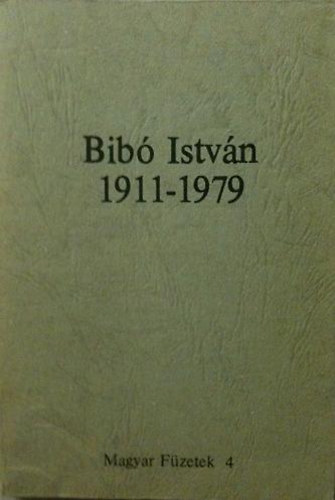 Bibó István
1911-1979
Magyar Füzetek 4